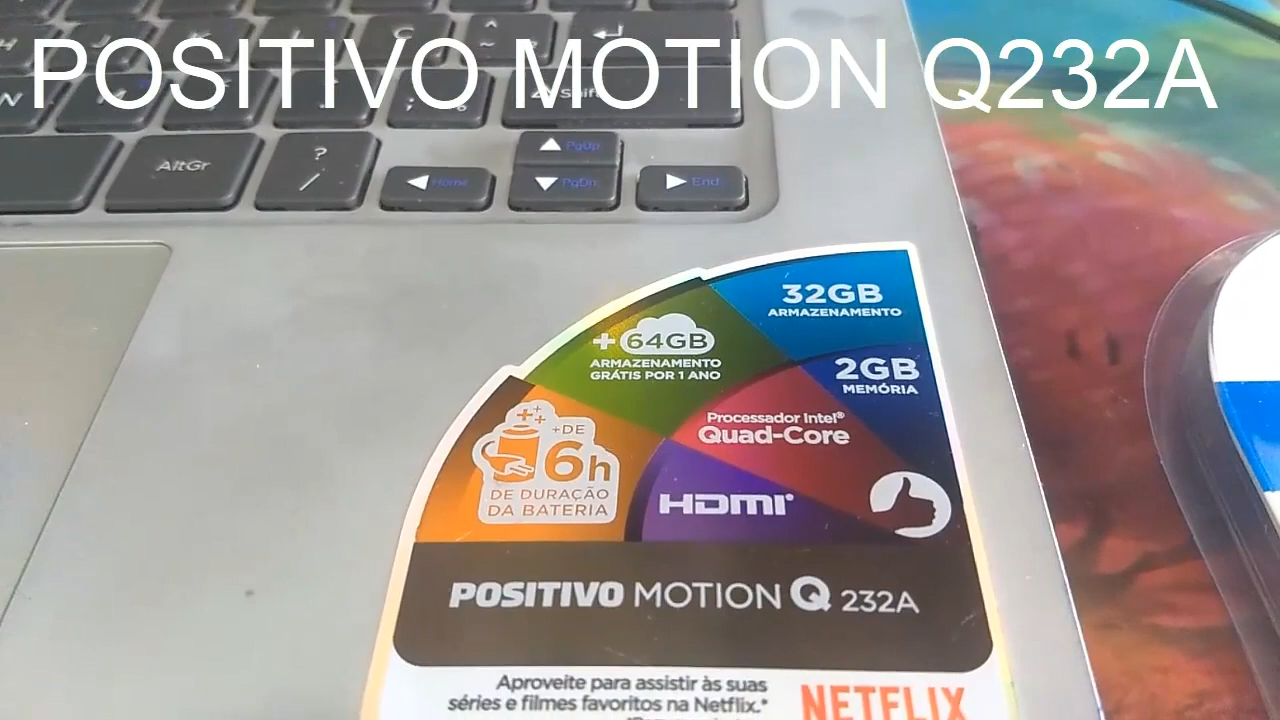 POSITIVO MOTION Q232A
Shift
AltGr
?
/
Home
PgUp
PgDn
End
32GB
ARMAZENAMENTO
+64GB
ARMAZENAMENTO
GRÁTIS POR 1 ANO
2GB
MEMÓRIA
Processador Intel®
Quad-Core
+DE
6h
DE DURAÇÃO
DA BATERIA
HDMI
POSITIVO MOTION Q 232A
Aproveite para assistir às suas
séries e filmes favoritos na Netflix.*
NETFLIX